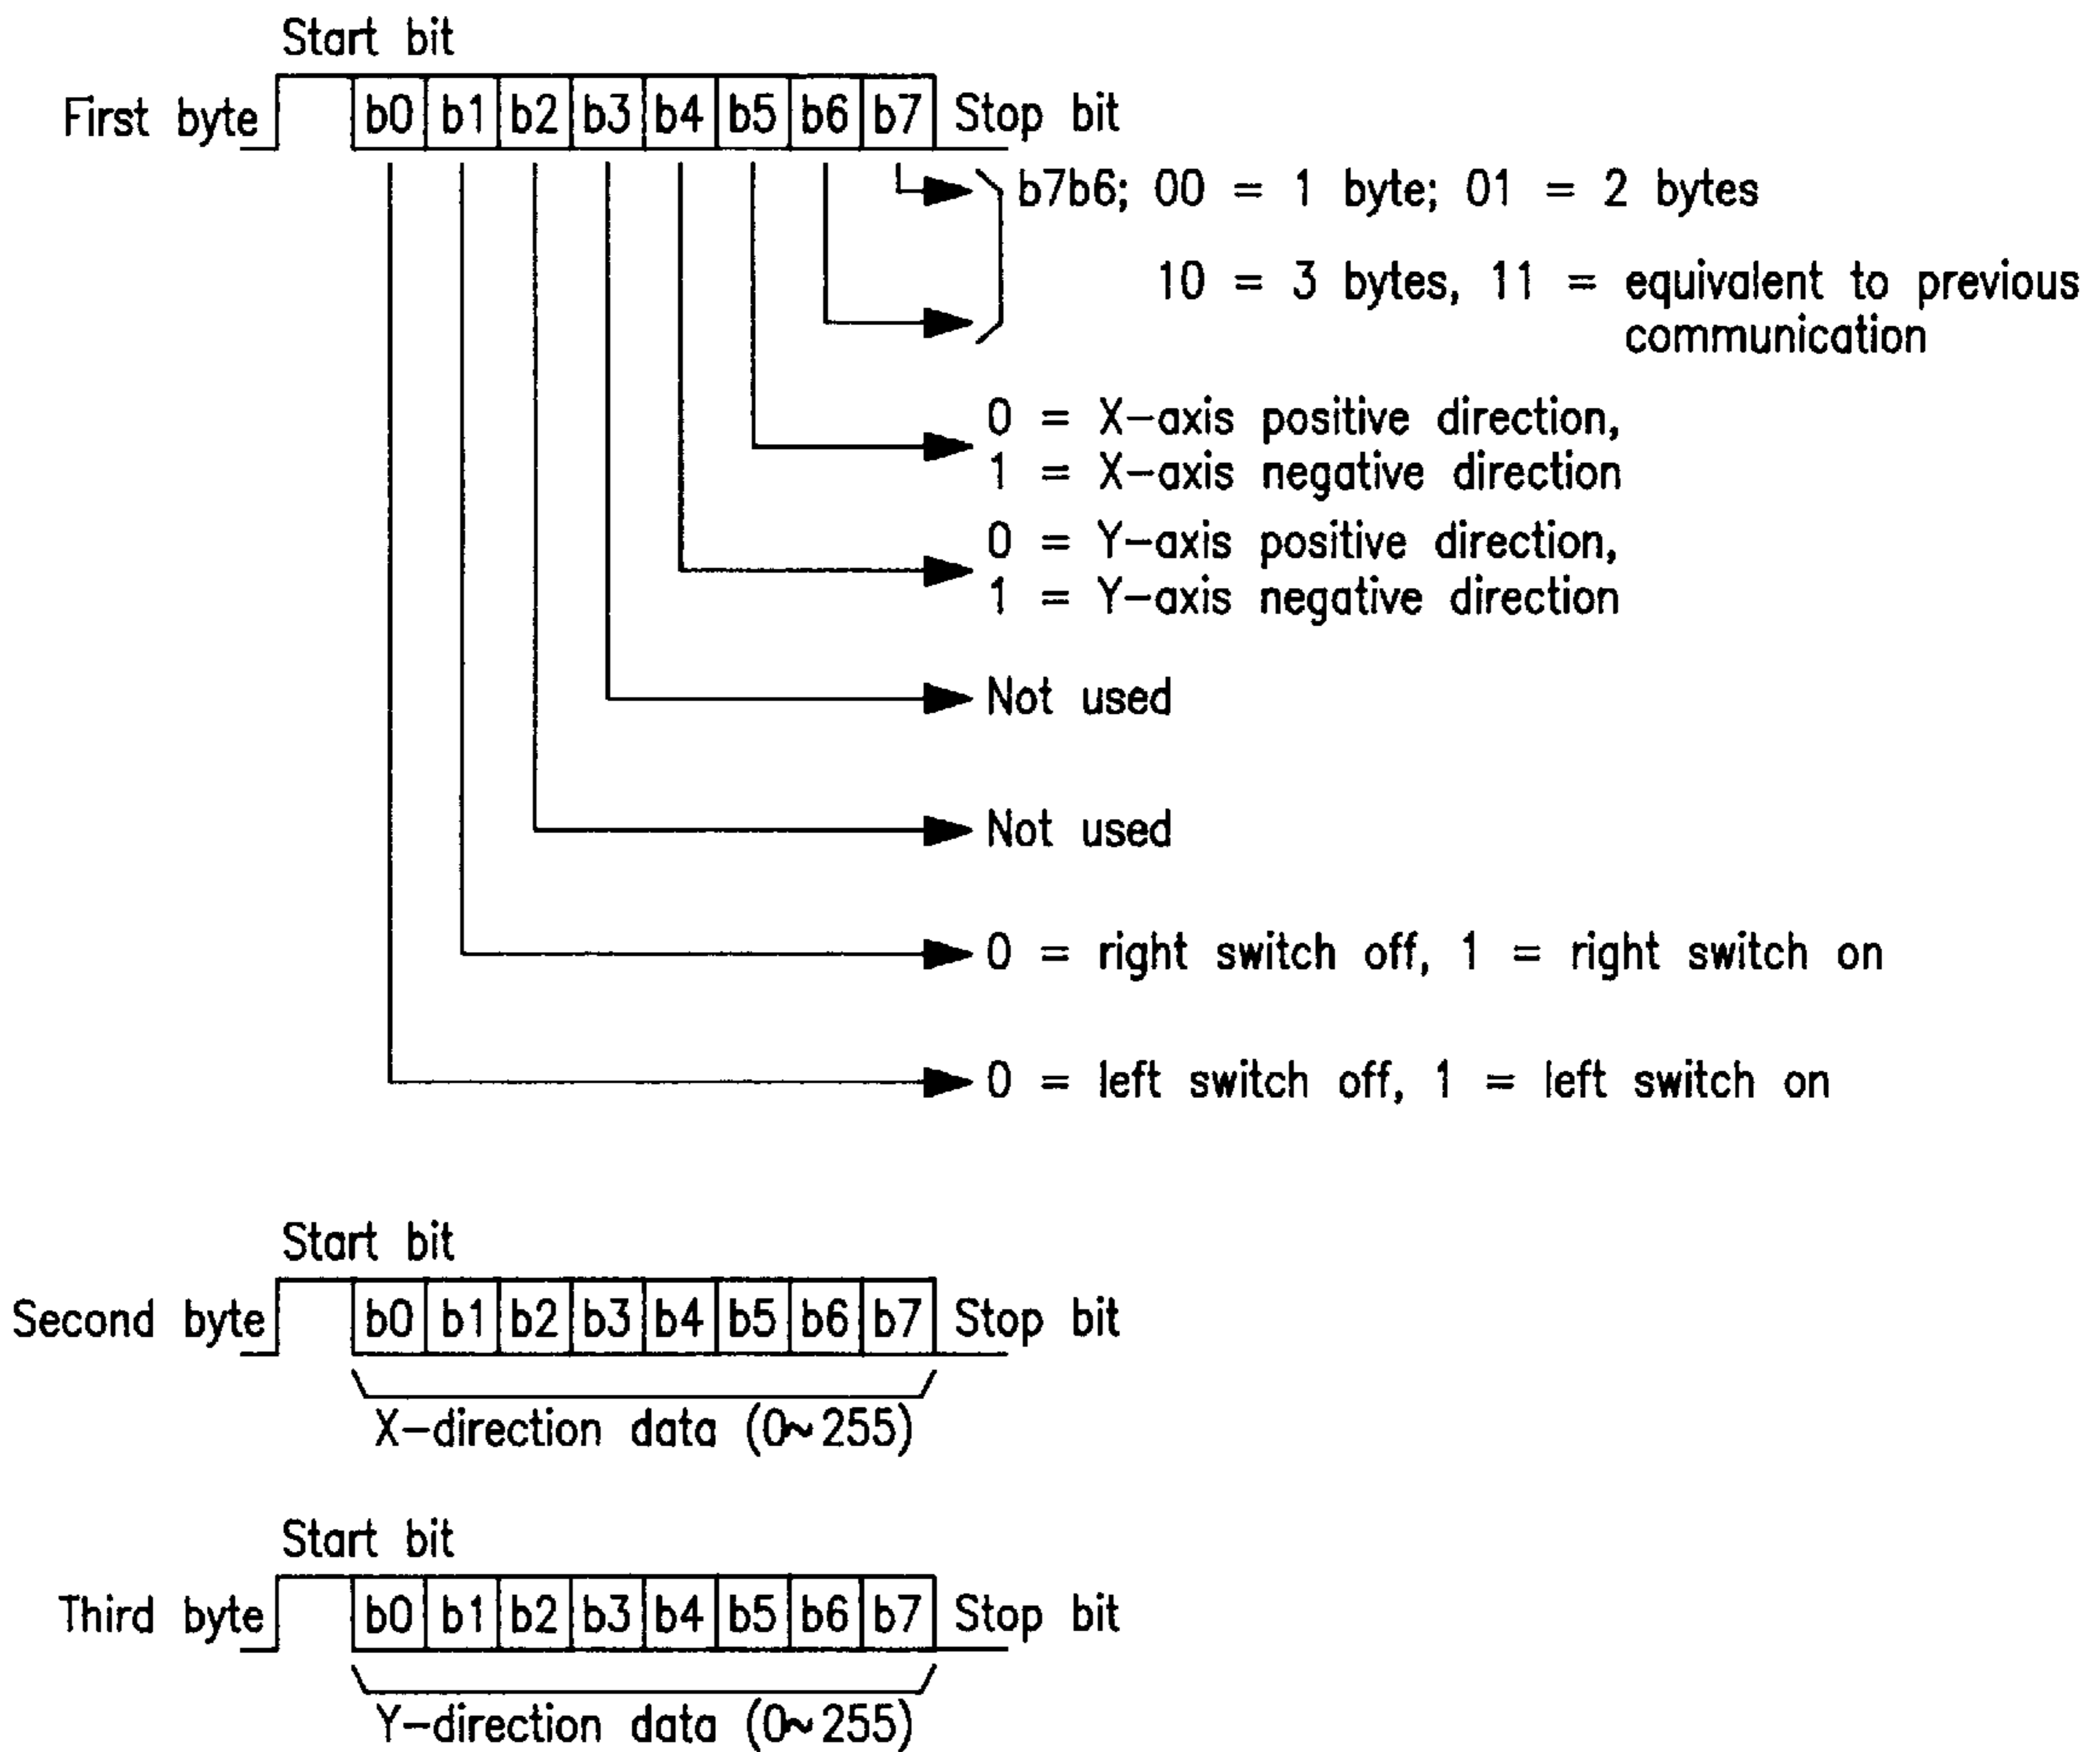 Start bit
First byte b0 b1 b2 b3 b4 b5 b6 b7 Stop bit
b7b6; 00 = 1 byte; 01 = 2 bytes
10 = 3 bytes, 11 = equivalent to previous
communication
0 = X-axis positive direction,
1 = X-axis negative direction
0 = Y-axis positive direction,
1 = Y-axis negative direction
Not used
Not used
0 = right switch off, 1 = right switch on
0 = left switch off, 1 = left switch on
Start bit
Second byte b0 b1 b2 b3 b4 b5 b6 b7 Stop bit
X-direction data (0~255)
Start bit
Third byte b0 b1 b2 b3 b4 b5 b6 b7 Stop bit
Y-direction data (0~255)